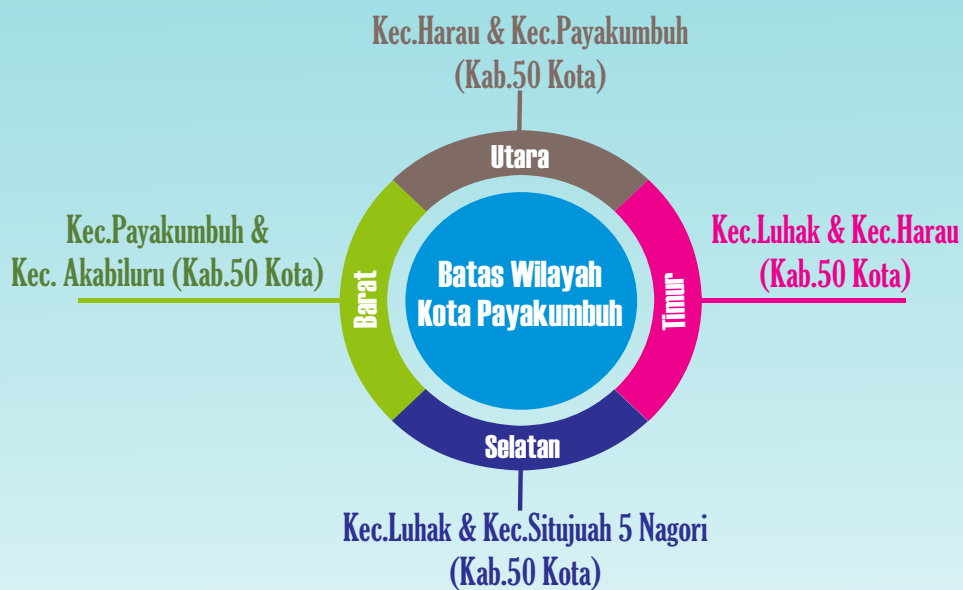 Kec.Harau & Kec.Payakumbuh
(Kab.50 Kota)
Utara
Kec.Payakumbuh &
Kec. Akabiluru (Kab.50 Kota)
Barat
Batas Wilayah
Kota Payakumbuh
Timur
Kec.Luhak & Kec.Harau
(Kab.50 Kota)
Selatan
Kec.Luhak & Kec.Situjuah 5 Nagori
(Kab.50 Kota)